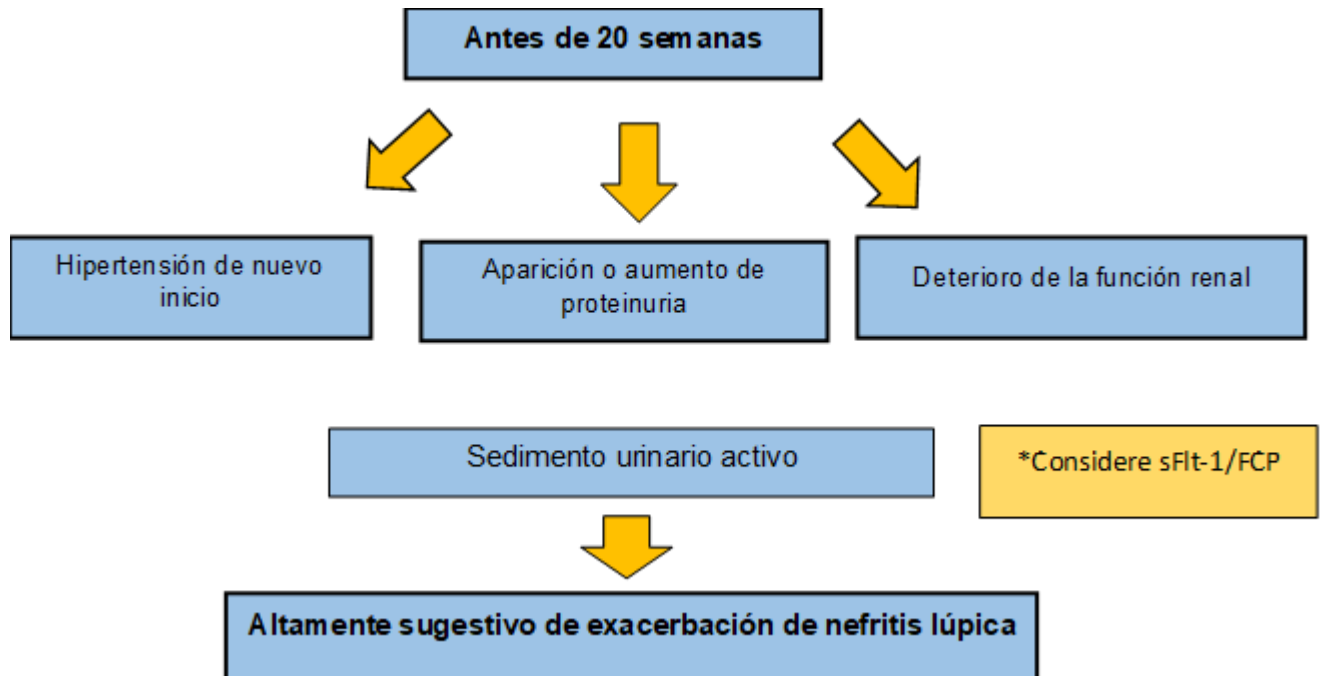 Antes de 20 semanas
Hipertensión de nuevo
inicio
Aparición o aumento de
proteinuria
Deterioro de la función renal
Sedimento urinario activo
*Considere sFlt-1/FCP
Altamente sugestivo de exacerbación de nefritis lúpica